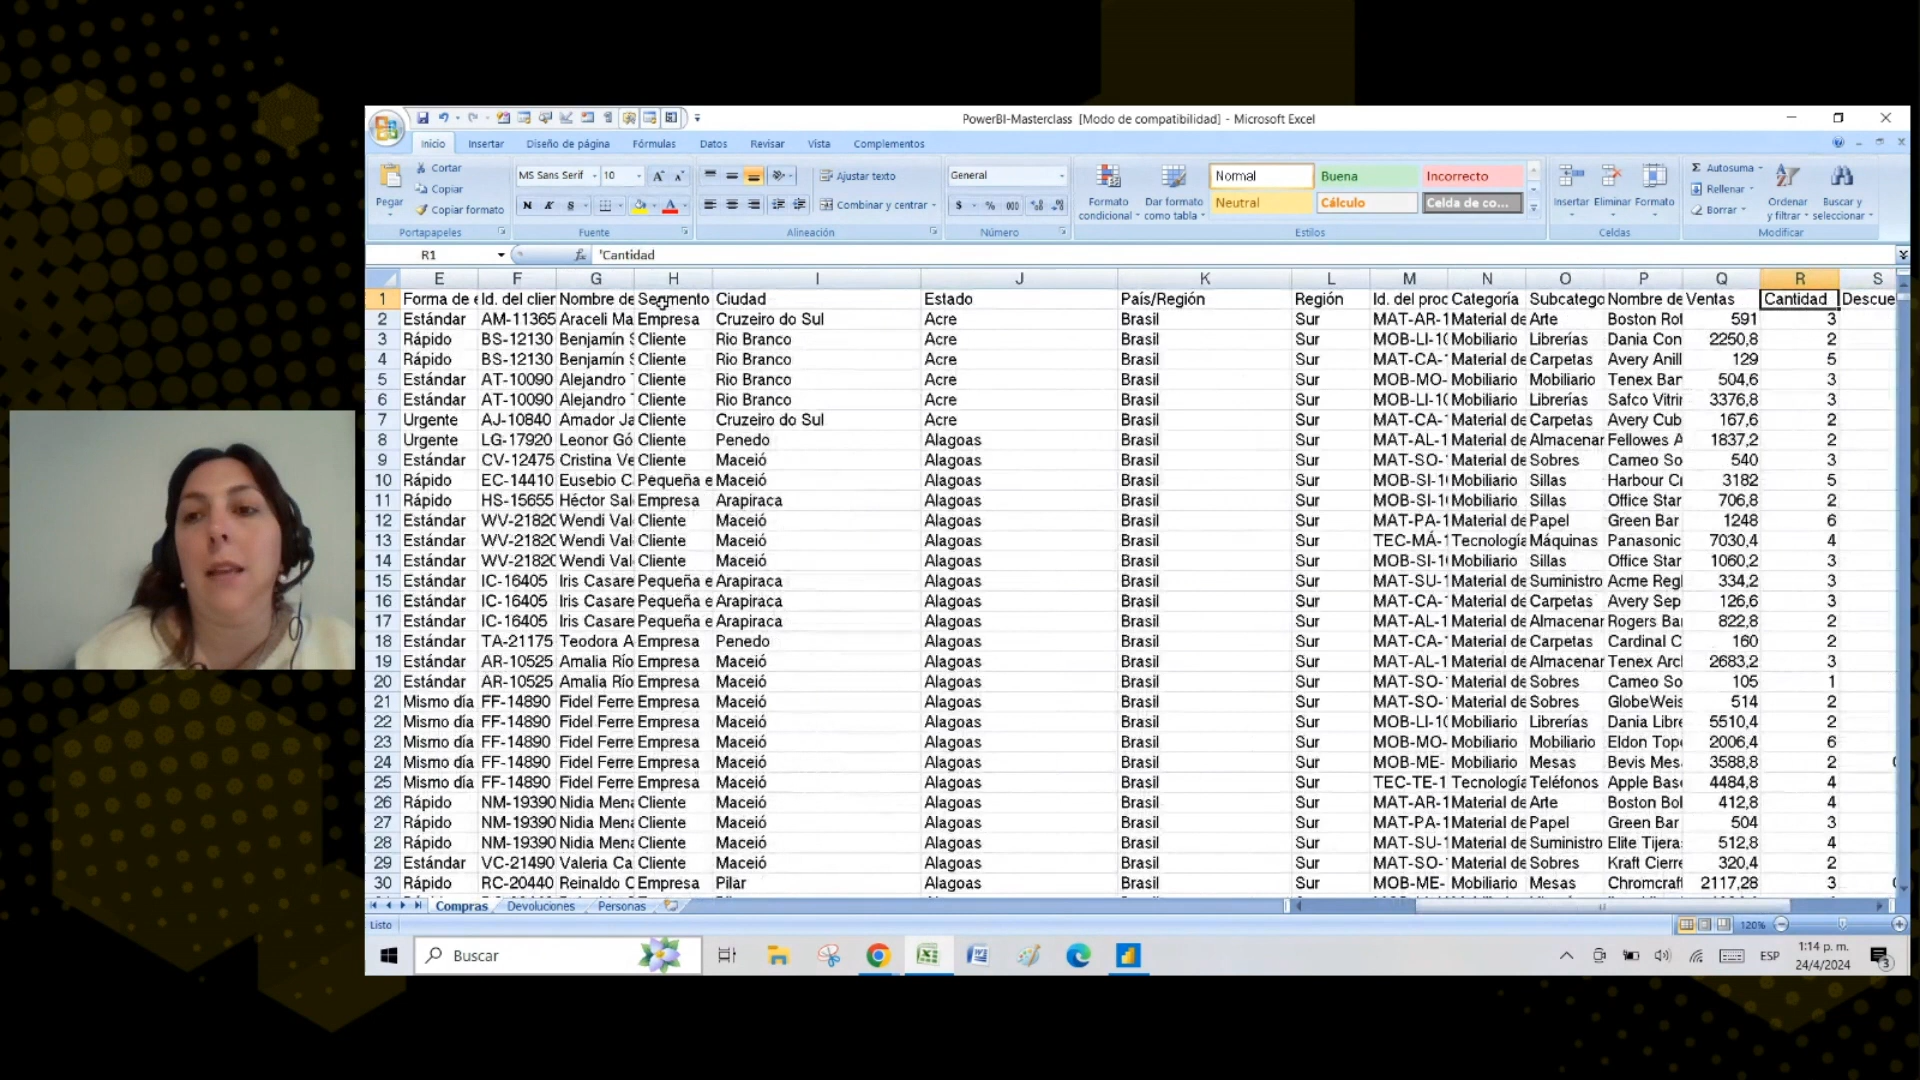 PowerBI-Masterclass [Modo de compatibilidad] - Microsoft Excel
Inicio Insertar Diseño de página Fórmulas Datos Revisar Vista Complementos
Pegar Cortar Copiar Copiar formato Portapapeles
MS Sans Serif 10 N K S Fuente
Ajustar texto Combinar y centrar Alineación
General $ % 000 Número
Formato condicional Dar formato como tabla Normal Buena Incorrecto Neutral Cálculo Celda de co... Estilos
Insertar Eliminar Formato Celdas
Autosuma Rellenar Borrar Ordenar y filtrar Buscar y seleccionar Modificar
R1 fx 'Cantidad
E F G H I J K L M N O P Q R S
1 Forma de e Id. del clien Nombre de Segmento Ciudad Estado País/Región Región Id. del prod Categoría Subcatego Nombre de Ventas Cantidad Descue
2 Estándar AM-11365 Araceli Ma Empresa Cruzeiro do Sul Acre Brasil Sur MAT-AR-1 Material de Arte Boston Rot 591 3
3 Rápido BS-12130 Benjamín S Cliente Rio Branco Acre Brasil Sur MOB-LI-10 Mobiliario Librerías Dania Con 2250,8 2
4 Rápido BS-12130 Benjamín S Cliente Rio Branco Acre Brasil Sur MAT-CA-1 Material de Carpetas Avery Anill 129 5
5 Estándar AT-10090 Alejandro Cliente Rio Branco Acre Brasil Sur MOB-MO- Mobiliario Mobiliario Tenex Ban 504,6 3
6 Estándar AT-10090 Alejandro Cliente Rio Branco Acre Brasil Sur MOB-LI-10 Mobiliario Librerías Safco Vitri 3376,8 3
7 Urgente AJ-10840 Amador Ja Cliente Cruzeiro do Sul Acre Brasil Sur MAT-CA-1 Material de Carpetas Avery Cub 167,6 2
8 Urgente LG-17920 Leonor Gó Cliente Penedo Alagoas Brasil Sur MAT-AL-1 Material de Almacenar Fellowes A 1837,2 2
9 Estándar CV-12475 Cristina Ve Cliente Maceió Alagoas Brasil Sur MAT-SO-1 Material de Sobres Cameo So 540 3
10 Rápido EC-14410 Eusebio C Pequeña e Maceió Alagoas Brasil Sur MOB-SI-10 Mobiliario Sillas Harbour Cr 3182 5
11 Rápido HS-15655 Héctor Sal Empresa Arapiraca Alagoas Brasil Sur MOB-SI-10 Mobiliario Sillas Office Star 706,8 2
12 Estándar WV-21820 Wendi Val Cliente Maceió Alagoas Brasil Sur MAT-PA-1 Material de Papel Green Bar 1248 6
13 Estándar WV-21820 Wendi Val Cliente Maceió Alagoas Brasil Sur TEC-MÁ-1 Tecnología Máquinas Panasonic 7030,4 4
14 Estándar WV-21820 Wendi Val Cliente Maceió Alagoas Brasil Sur MOB-SI-10 Mobiliario Sillas Office Star 1060,2 3
15 Estándar IC-16405 Iris Casare Pequeña e Arapiraca Alagoas Brasil Sur MAT-SU-1 Material de Suministro Acme Regl 334,2 3
16 Estándar IC-16405 Iris Casare Pequeña e Arapiraca Alagoas Brasil Sur MAT-CA-1 Material de Carpetas Avery Sep 126,6 3
17 Estándar IC-16405 Iris Casare Pequeña e Arapiraca Alagoas Brasil Sur MAT-AL-1 Material de Almacenar Rogers Bar 822,8 2
18 Estándar TA-21175 Teodora A Empresa Penedo Alagoas Brasil Sur MAT-CA-1 Material de Carpetas Cardinal C 160 2
19 Estándar AR-10525 Amalia Río Empresa Maceió Alagoas Brasil Sur MAT-AL-1 Material de Almacenar Tenex Arcl 2683,2 3
20 Estándar AR-10525 Amalia Río Empresa Maceió Alagoas Brasil Sur MAT-SO-1 Material de Sobres Cameo So 105 1
21 Mismo día FF-14890 Fidel Ferre Empresa Maceió Alagoas Brasil Sur MAT-SO-1 Material de Sobres GlobeWeis 514 2
22 Mismo día FF-14890 Fidel Ferre Empresa Maceió Alagoas Brasil Sur MOB-LI-10 Mobiliario Librerías Dania Libre 5510,4 2
23 Mismo día FF-14890 Fidel Ferre Empresa Maceió Alagoas Brasil Sur MOB-MO- Mobiliario Mobiliario Eldon Tope 2006,4 6
24 Mismo día FF-14890 Fidel Ferre Empresa Maceió Alagoas Brasil Sur MOB-ME- Mobiliario Mesas Bevis Mes 3588,8 2
25 Mismo día FF-14890 Fidel Ferre Empresa Maceió Alagoas Brasil Sur TEC-TE-1 Tecnología Teléfonos Apple Base 4484,8 4
26 Rápido NM-19390 Nidia Mena Cliente Maceió Alagoas Brasil Sur MAT-AR-1 Material de Arte Boston Bol 412,8 4
27 Rápido NM-19390 Nidia Mena Cliente Maceió Alagoas Brasil Sur MAT-PA-1 Material de Papel Green Bar 504 3
28 Rápido NM-19390 Nidia Mena Cliente Maceió Alagoas Brasil Sur MAT-SU-1 Material de Suministro Elite Tijera 512,8 4
29 Estándar VC-21490 Valeria Ca Cliente Maceió Alagoas Brasil Sur MAT-SO-1 Material de Sobres Kraft Cierre 320,4 2
30 Rápido RC-20440 Reinaldo C Empresa Pilar Alagoas Brasil Sur MOB-ME- Mobiliario Mesas Chromcraft 2117,28 3
Compras Devoluciones Personas
Listo 120%
Buscar ESP 1:14 p. m.
24/4/2024 3